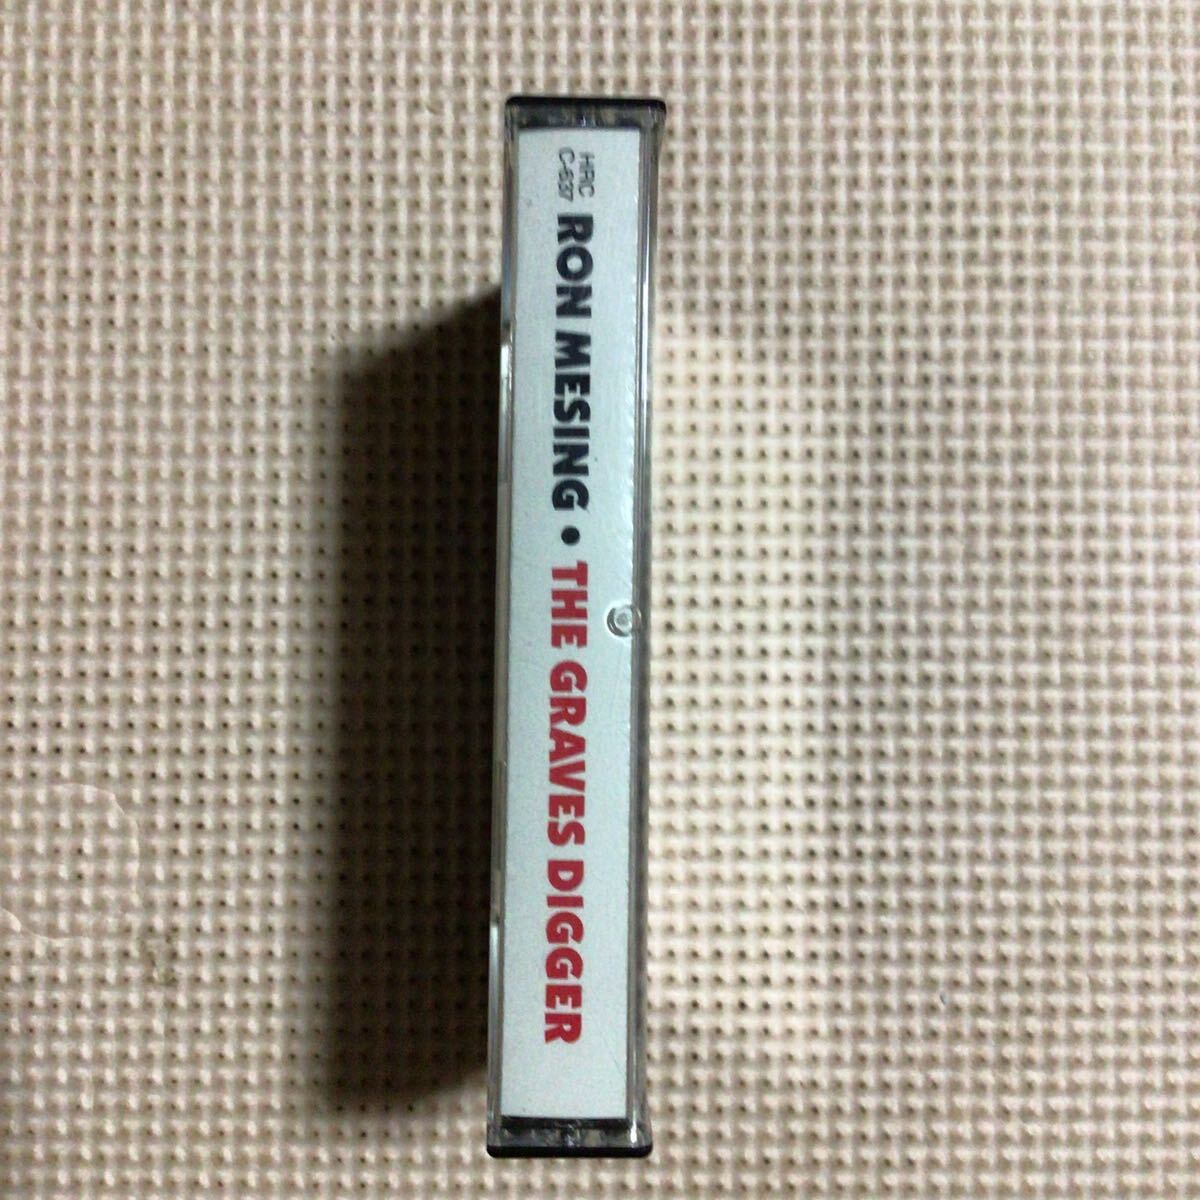 HRC
C-637
RON MESING • THE GRAVES DIGGER